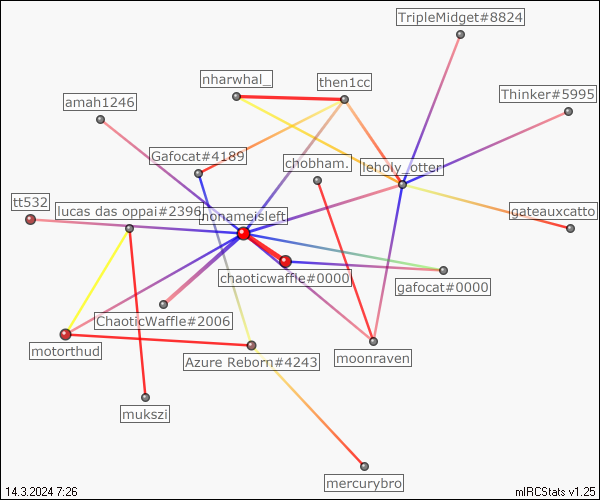 TripleMidget#8824
nharwhal_
then1cc
Thinker#5995
amah1246
Gafocat#4189
chobham.
leholy_otter
tt532
lucas das oppai#2396
nonameisleft
gateauxcatto
chaoticwaffle#0000
gafocat#0000
ChaoticWaffle#2006
motorthud
Azure Reborn#4243
moonraven
mukszi
mercurybro
14.3.2024 7:26
mIRCStats v1.25